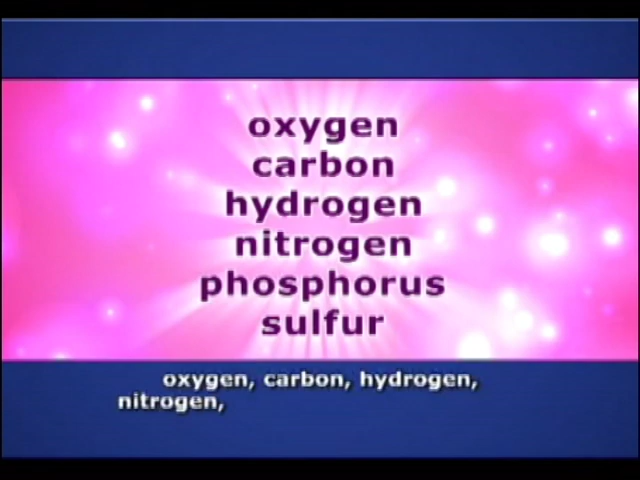 oxygen
carbon
hydrogen
nitrogen
phosphorus
sulfur
oxygen, carbon, hydrogen,
nitrogen,